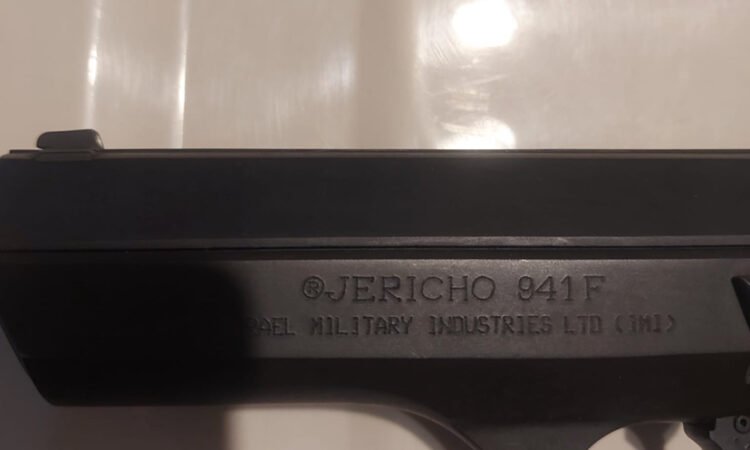 ®JERICHO 941F
RAEL MILITARY INDUSTRIES LTD (IMI)